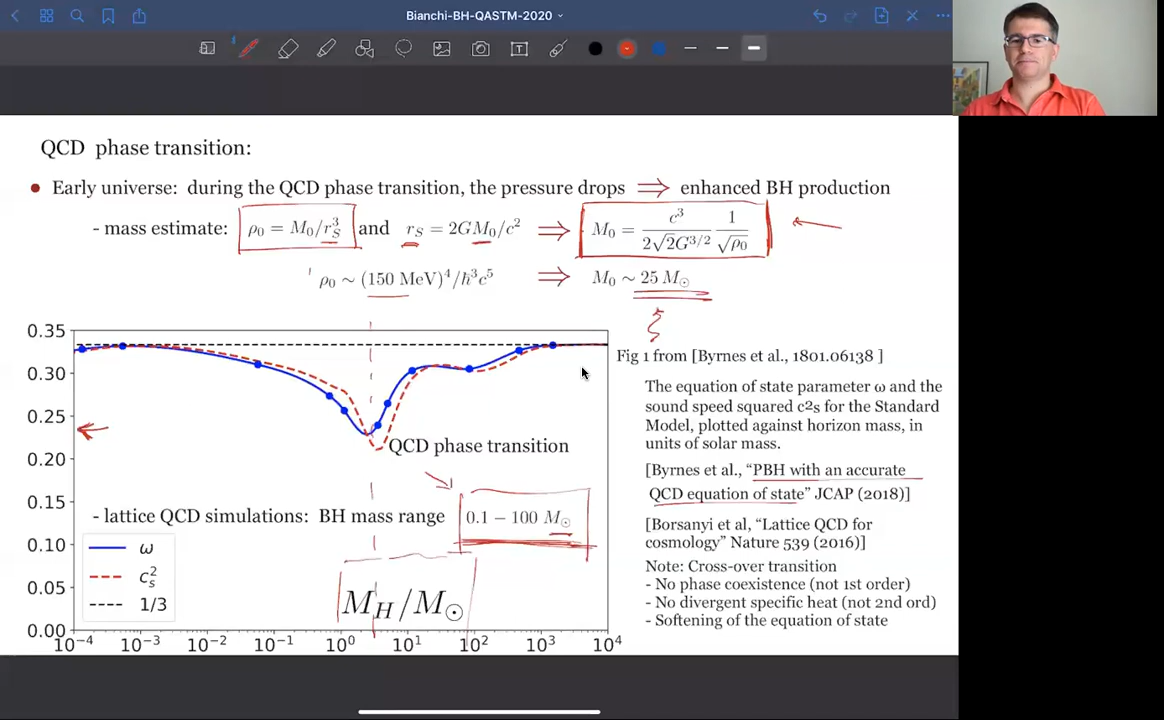 Bianchi-BH-QASTM-2020
QCD phase transition:
● Early universe: during the QCD phase transition, the pressure drops ⟹ enhanced BH production
- mass estimate: ρ₀ = M₀/r_S³ and r_S = 2GM₀/c² ⟹ M₀ = c³/(2√2G^{3/2}) 1/√ρ₀
ρ₀ ∼ (150 MeV)⁴/ħ³c⁵ ⟹ M₀ ∼ 25 M☉
0.35
0.30
0.25
0.20
0.15
0.10
0.05
0.00
QCD phase transition
- lattice QCD simulations: BH mass range 0.1 − 100 M☉
ω
c_s²
1/3
M_H/M☉
10⁻⁴ 10⁻³ 10⁻² 10⁻¹ 10⁰ 10¹ 10² 10³ 10⁴
Fig 1 from [Byrnes et al., 1801.06138 ]
The equation of state parameter ω and the
sound speed squared c2s for the Standard
Model, plotted against horizon mass, in
units of solar mass.
[Byrnes et al., “PBH with an accurate
QCD equation of state” JCAP (2018)]
[Borsanyi et al, “Lattice QCD for
cosmology” Nature 539 (2016)]
Note: Cross-over transition
- No phase coexistence (not 1st order)
- No divergent specific heat (not 2nd ord)
- Softening of the equation of state